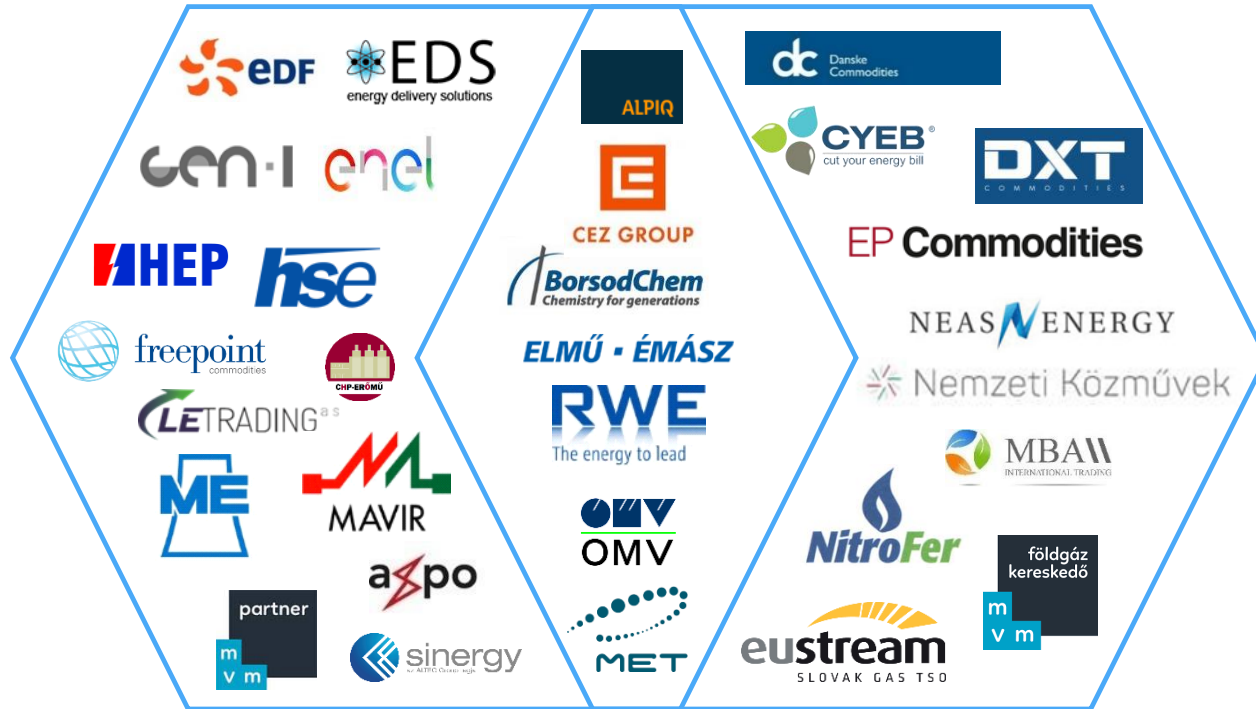 eDF
EDS
energy delivery solutions
gen-I
enel
HEP
hse
freepoint
commodities
CHP-ERŐMŰ
LETRADING as
ME
MAVIR
axpo
partner
mvm
sinergy
ALPIQ
CEZ GROUP
BorsodChem
Chemistry for generations
ELMŰ · ÉMÁSZ
RWE
The energy to lead
OMV
OMV
MET
dc Danske
Commodities
CYEB®
cut your energy bill
DXT
COMMODITIES
EP Commodities
NEAS ENERGY
Nemzeti Közművek
MBA
INTERNATIONAL TRADING
NitroFer
földgáz
kereskedő
mvm
eustream
SLOVAK GAS TSO